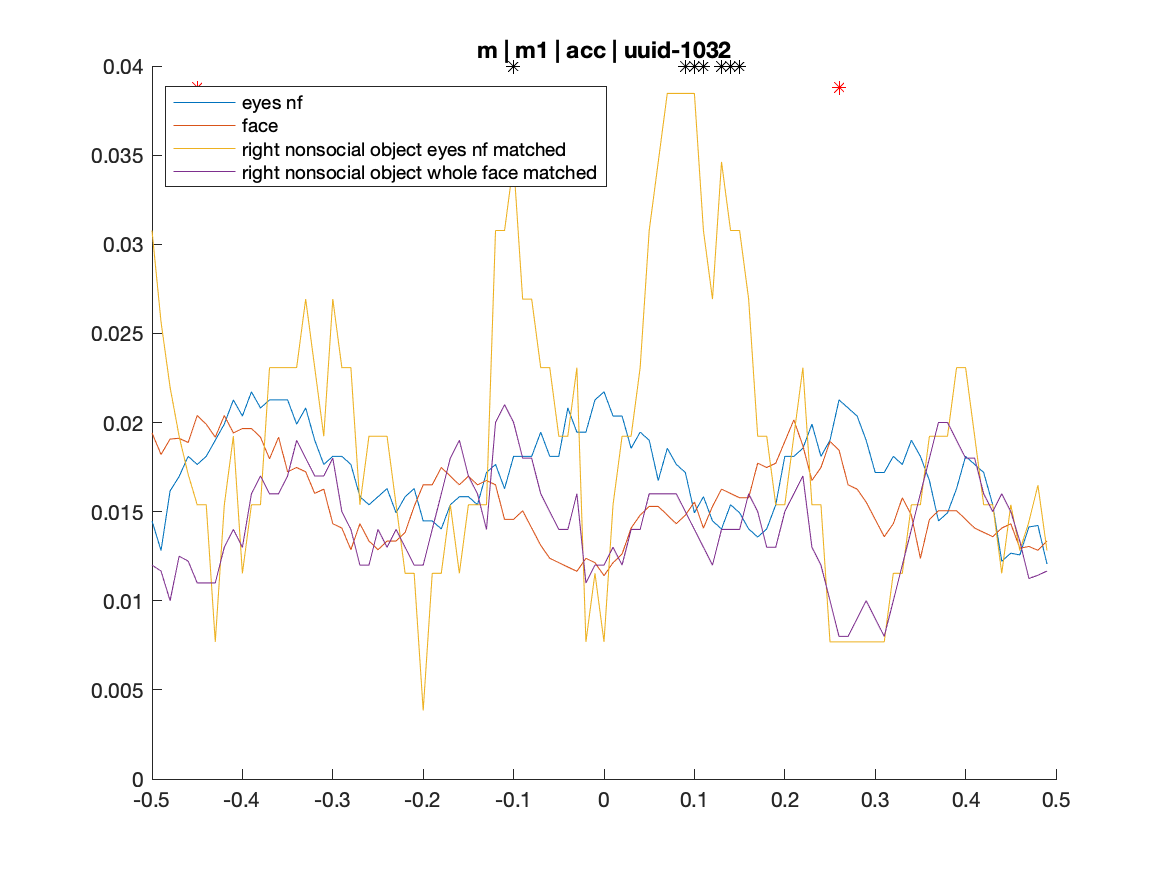 m | m1 | acc | uuid-1032
0.04
0.035
0.03
0.025
0.02
0.015
0.01
0.005
0
eyes nf
face
right nonsocial object eyes nf matched
right nonsocial object whole face matched
-0.5 -0.4 -0.3 -0.2 -0.1 0 0.1 0.2 0.3 0.4 0.5